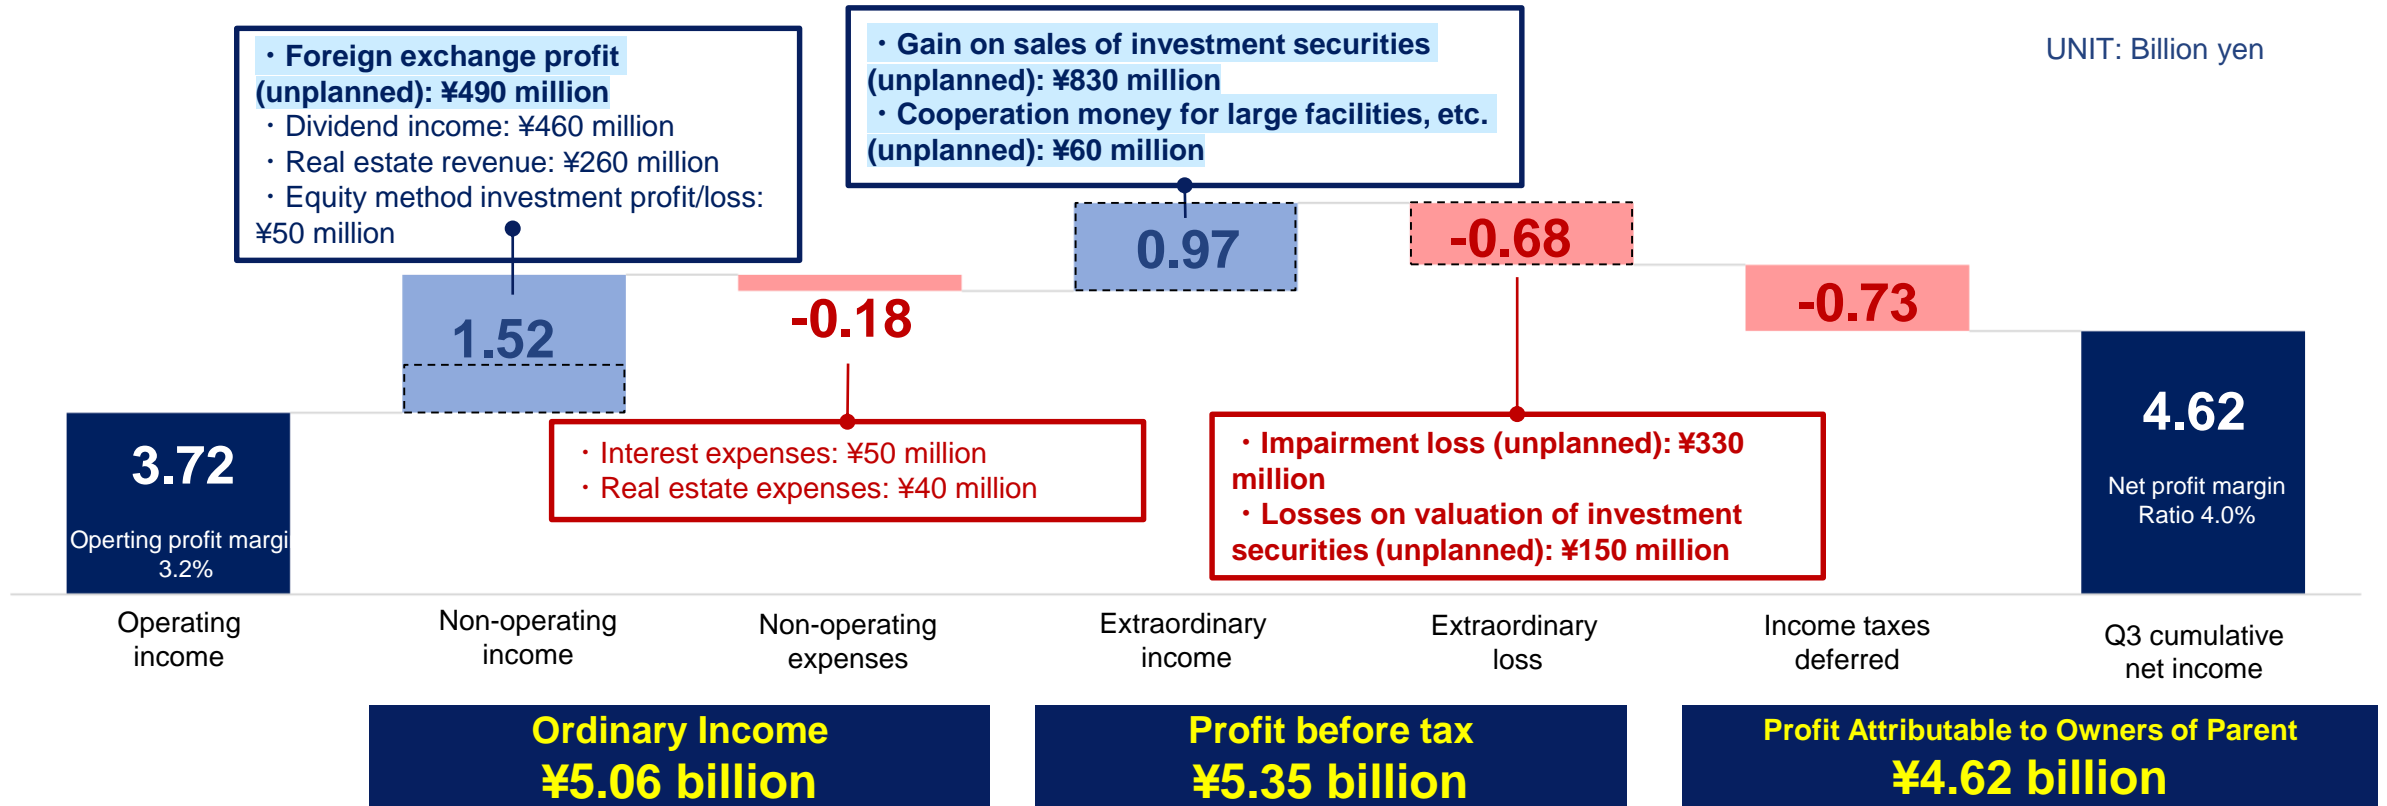 UNIT: Billion yen
・Foreign exchange profit
(unplanned): ¥490 million
・Dividend income: ¥460 million
・Real estate revenue: ¥260 million
・Equity method investment profit/loss:
¥50 million
・Gain on sales of investment securities
(unplanned): ¥830 million
・Cooperation money for large facilities, etc.
(unplanned): ¥60 million
3.72
Operting profit margi
3.2%
1.52
-0.18
0.97
-0.68
-0.73
4.62
Net profit margin
Ratio 4.0%
・Interest expenses: ¥50 million
・Real estate expenses: ¥40 million
・Impairment loss (unplanned): ¥330
million
・Losses on valuation of investment
securities (unplanned): ¥150 million
Operating
income
Non-operating
income
Non-operating
expenses
Extraordinary
income
Extraordinary
loss
Income taxes
deferred
Q3 cumulative
net income
Ordinary Income
¥5.06 billion
Profit before tax
¥5.35 billion
Profit Attributable to Owners of Parent
¥4.62 billion